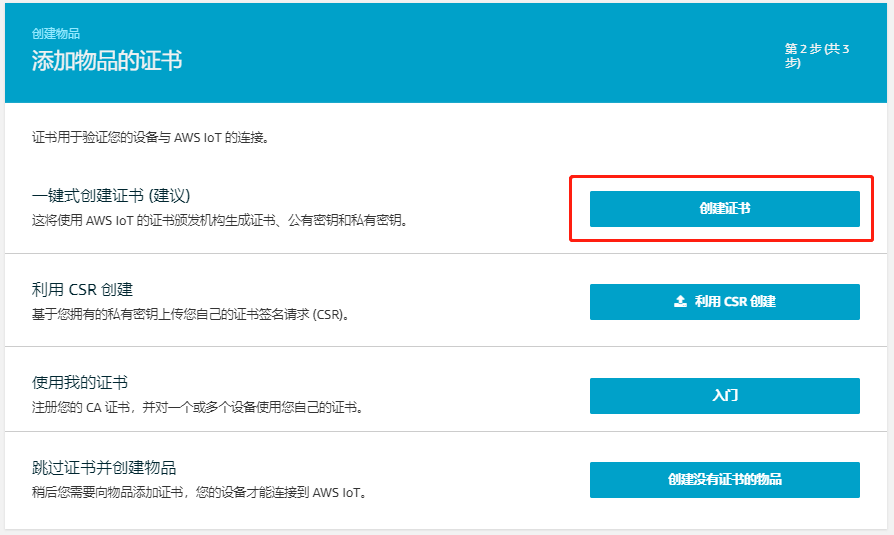 创建物品
添加物品的证书
第 2 步 (共 3
步)
证书用于验证您的设备与 AWS IoT 的连接。
一键式创建证书 (建议)
这将使用 AWS IoT 的证书颁发机构生成证书、公有密钥和私有密钥。
创建证书
利用 CSR 创建
基于您拥有的私有密钥上传您自己的证书签名请求 (CSR)。
利用 CSR 创建
使用我的证书
注册您的 CA 证书，并对一个或多个设备使用您自己的证书。
入门
跳过证书并创建物品
稍后您需要向物品添加证书，您的设备才能连接到 AWS IoT。
创建没有证书的物品